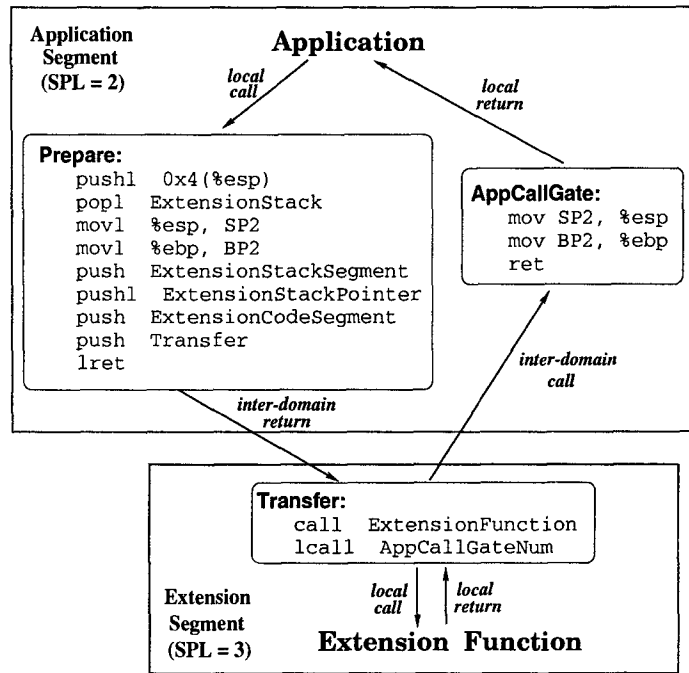 Application
Segment
(SPL = 2)
Application
local
call
local
return
Prepare:
pushl 0x4(%esp)
popl ExtensionStack
movl %esp, SP2
movl %ebp, BP2
push ExtensionStackSegment
pushl ExtensionStackPointer
push ExtensionCodeSegment
push Transfer
lret
AppCallGate:
mov SP2, %esp
mov BP2, %ebp
ret
inter-domain
return
inter-domain
call
Transfer:
call ExtensionFunction
lcall AppCallGateNum
local
call
local
return
Extension
Segment
(SPL = 3)
Extension Function